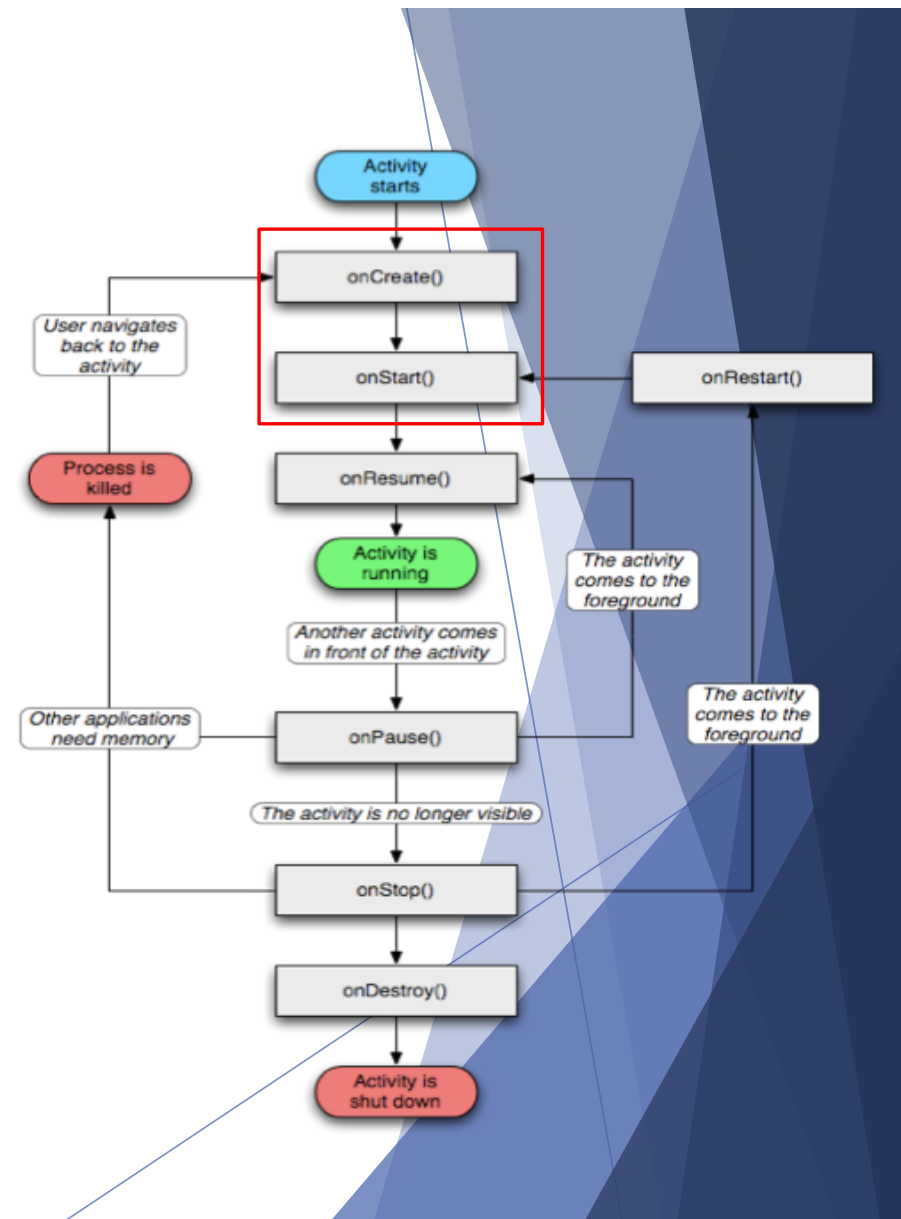 Activity
starts
onCreate()
User navigates
back to the
activity
onStart()
onRestart()
Process is
killed
onResume()
Activity is
running
The activity
comes to the
foreground
Another activity comes
in front of the activity
The activity
comes to the
foreground
Other applications
need memory
onPause()
The activity is no longer visible
onStop()
onDestroy()
Activity is
shut down